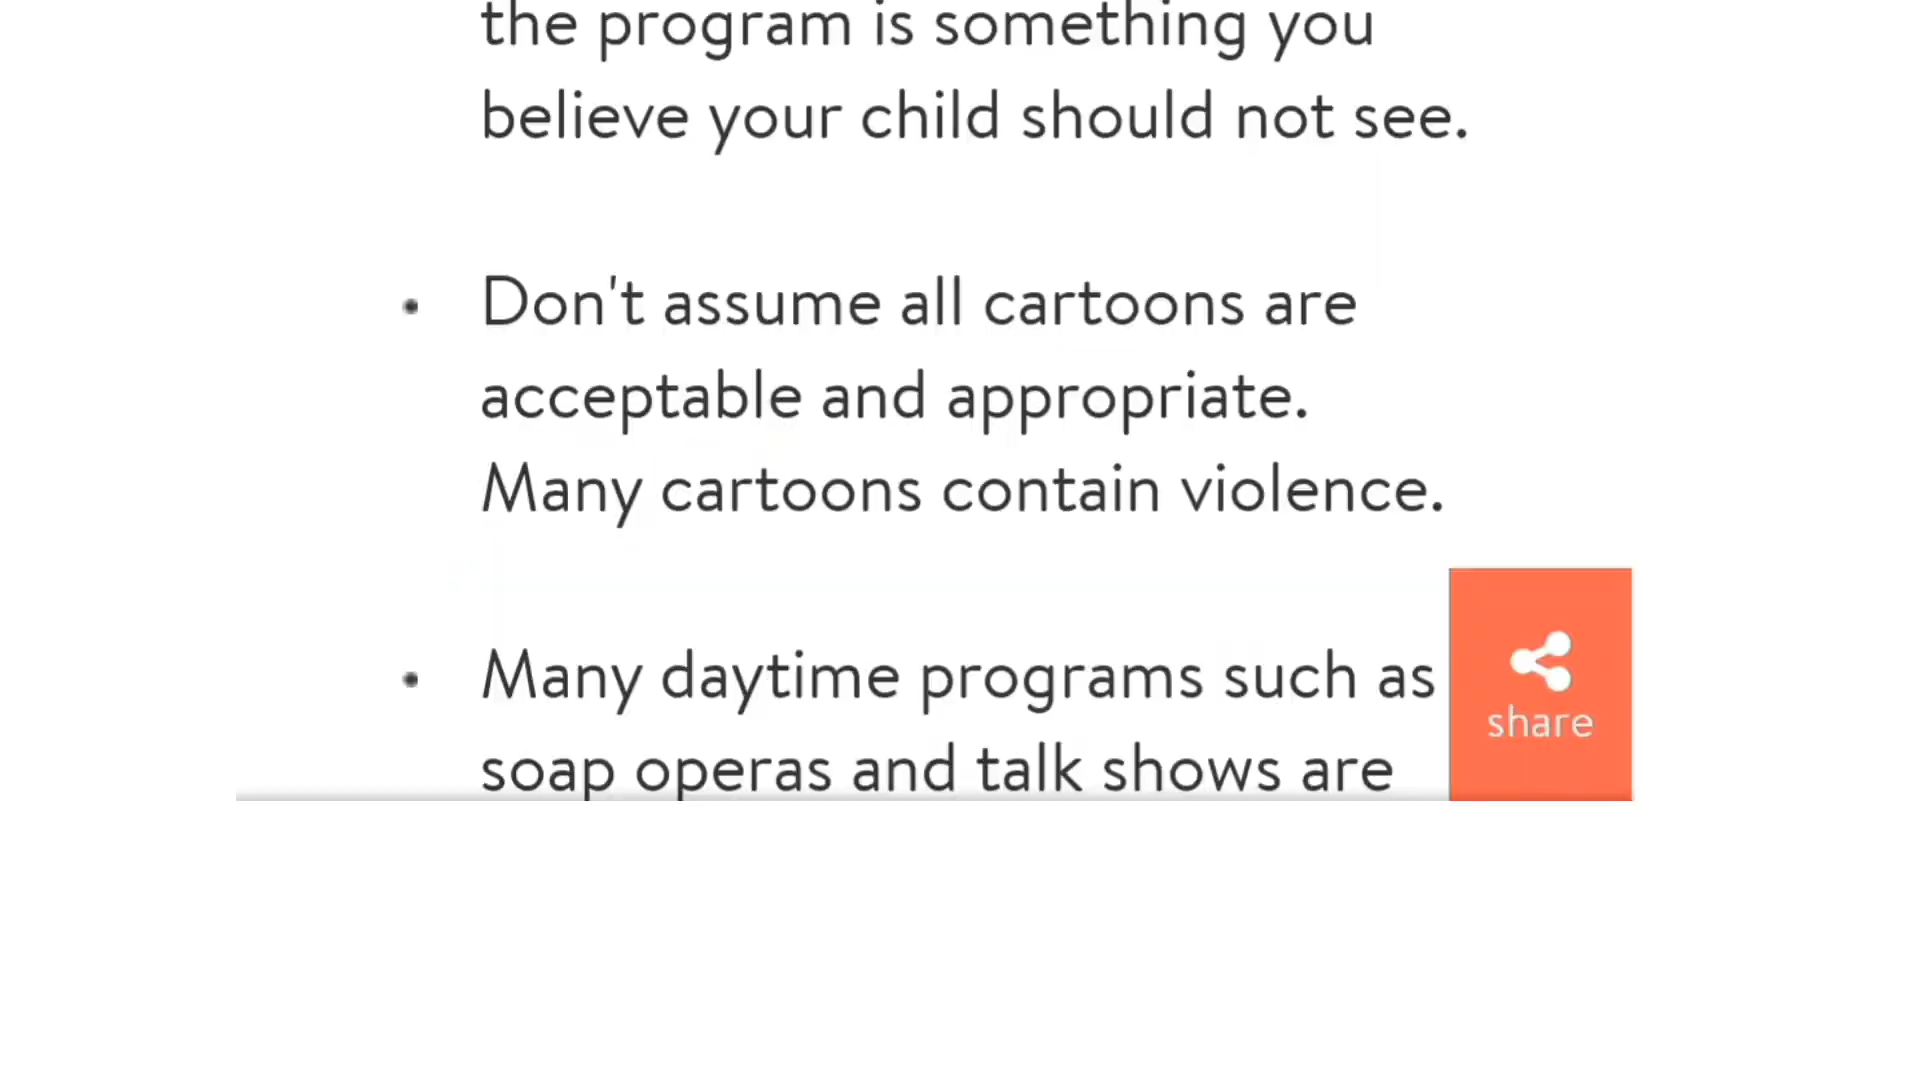 the program is something you
believe your child should not see.
• Don't assume all cartoons are
acceptable and appropriate.
Many cartoons contain violence.
• Many daytime programs such as
soap operas and talk shows are
share